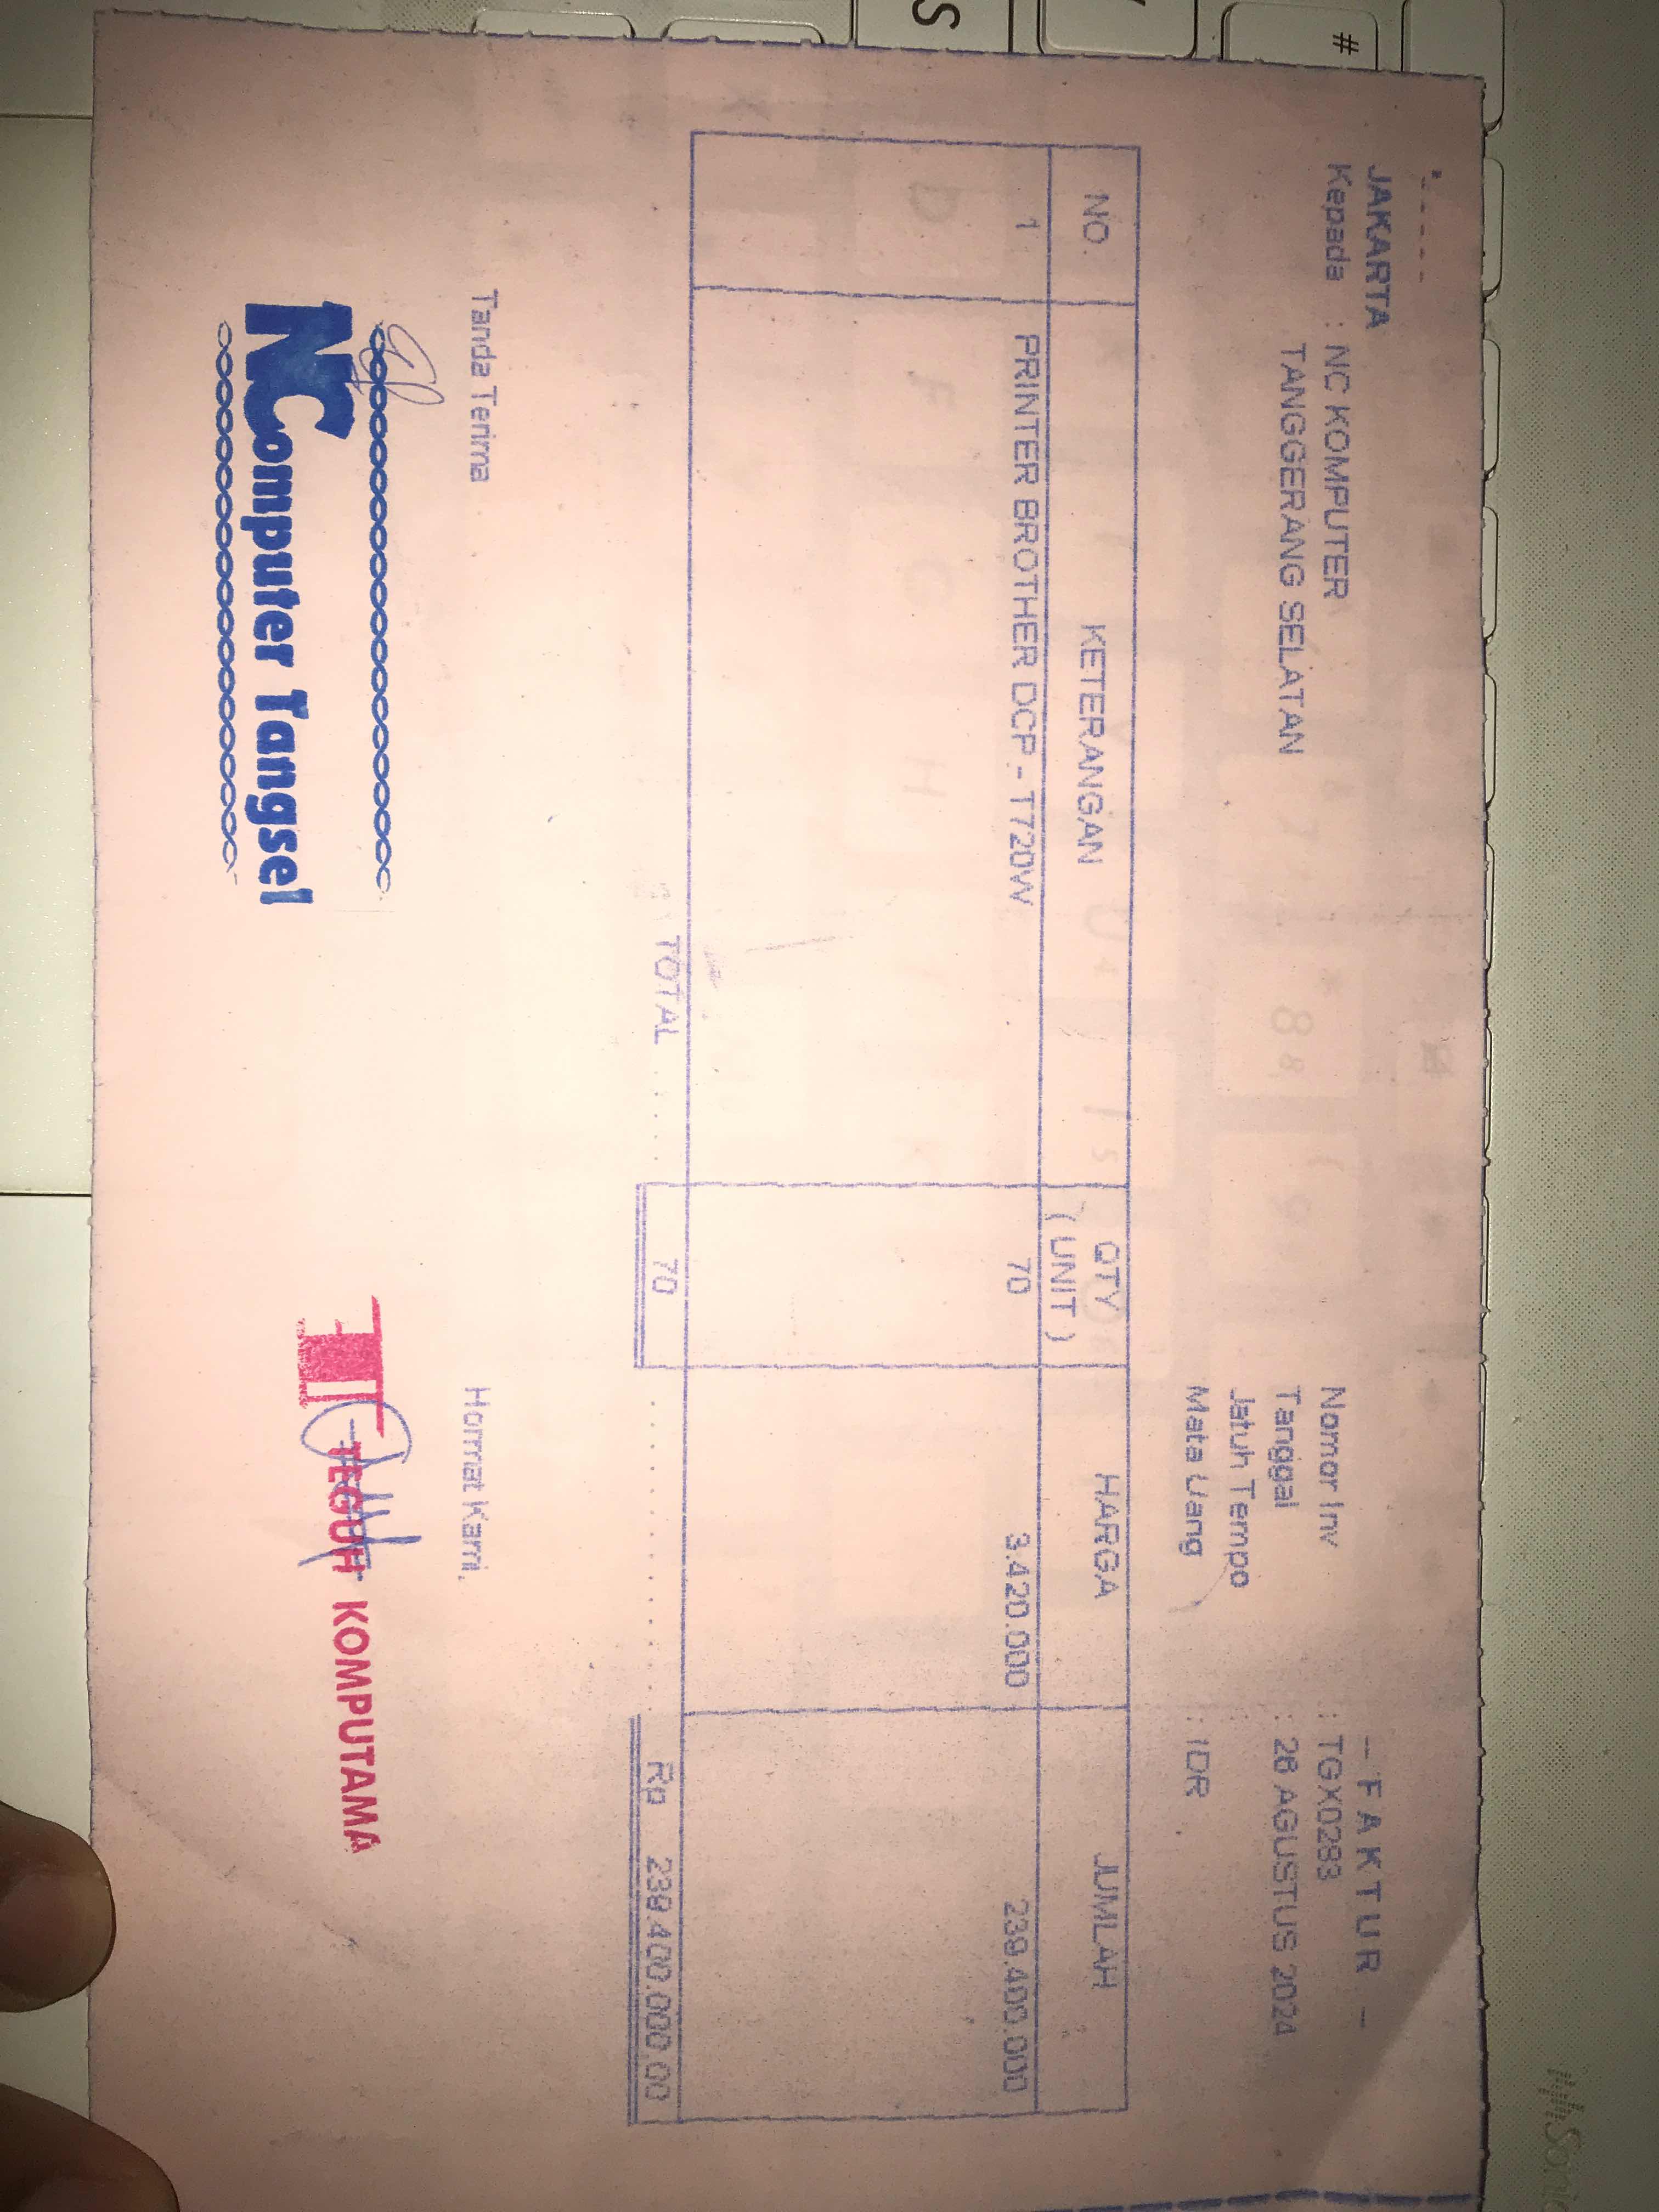 - F A K T U R -
JAKARTA
Kepada : NC KOMPUTER
TANGGERANG SELATAN
Nomor Inv : TGX0283
Tanggal : 28 AGUSTUS 2024
Jatuh Tempo :
Mata Uang : IDR
NO. KETERANGAN QTY ( UNIT ) HARGA JUMLAH
1 PRINTER BROTHER DCP - T720W 70 3.420.000 239.400.000
TOTAL 70 Rp 239.400.000.00
Tanda Terima Hormat Kami,
NComputer Tangsel
TEGUH KOMPUTAMA
S
#